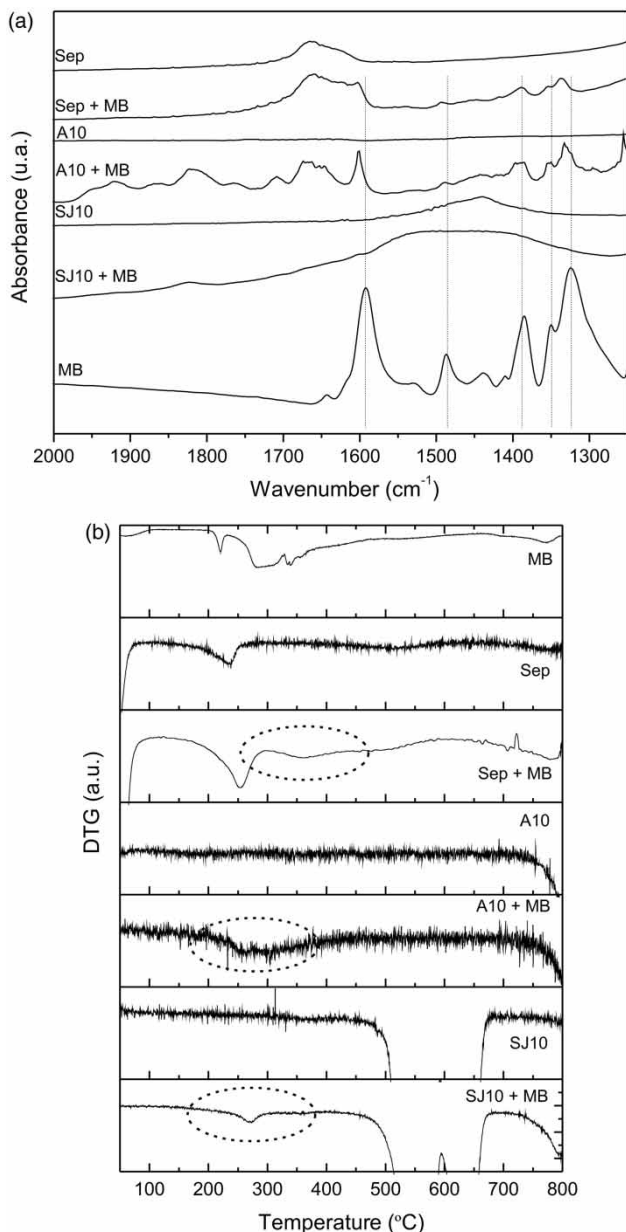 (a)
Sep
Sep + MB
A10
A10 + MB
SJ10
SJ10 + MB
MB
Absorbance (u.a.)
2000 1900 1800 1700 1600 1500 1400 1300
Wavenumber (cm⁻¹)
(b)
MB
Sep
Sep + MB
A10
A10 + MB
SJ10
SJ10 + MB
DTG (a.u.)
100 200 300 400 500 600 700 800
Temperature (ºC)